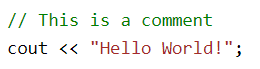 // This is a comment
cout << "Hello World!";